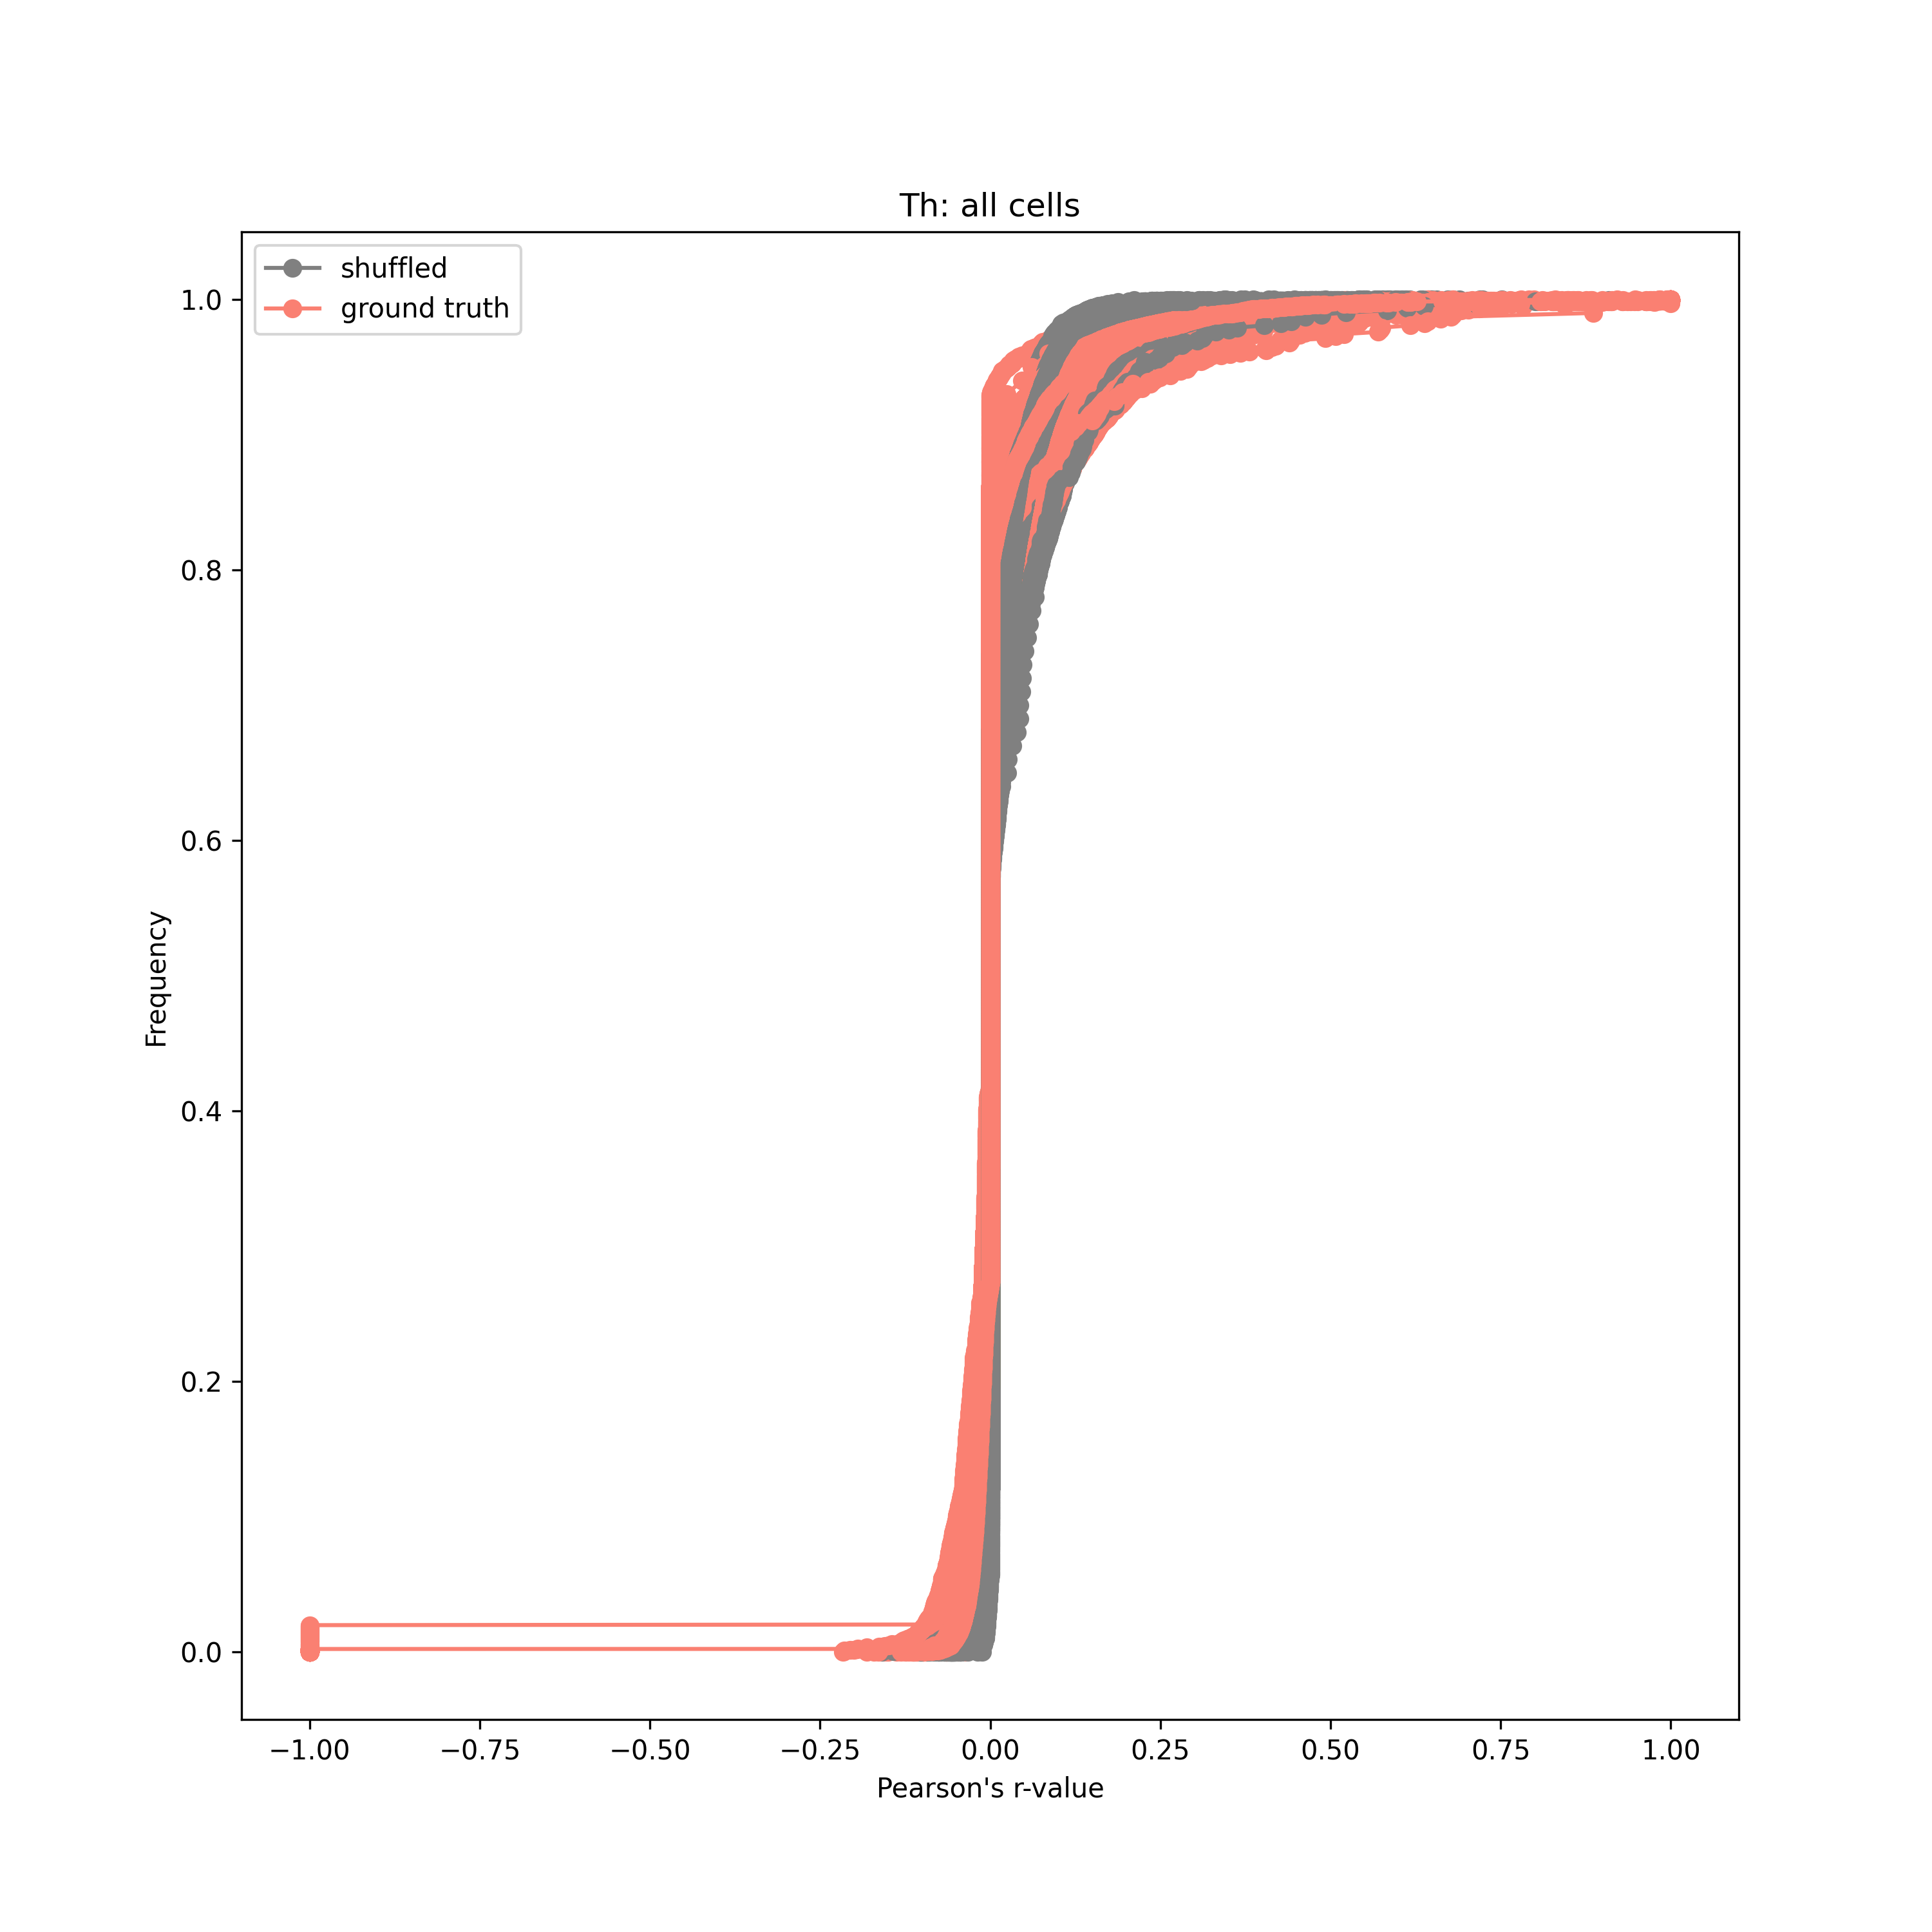 Th: all cells
shuffled
ground truth
1.0
0.8
0.6
0.4
0.2
0.0
Frequency
−1.00 −0.75 −0.50 −0.25 0.00 0.25 0.50 0.75 1.00
Pearson's r-value